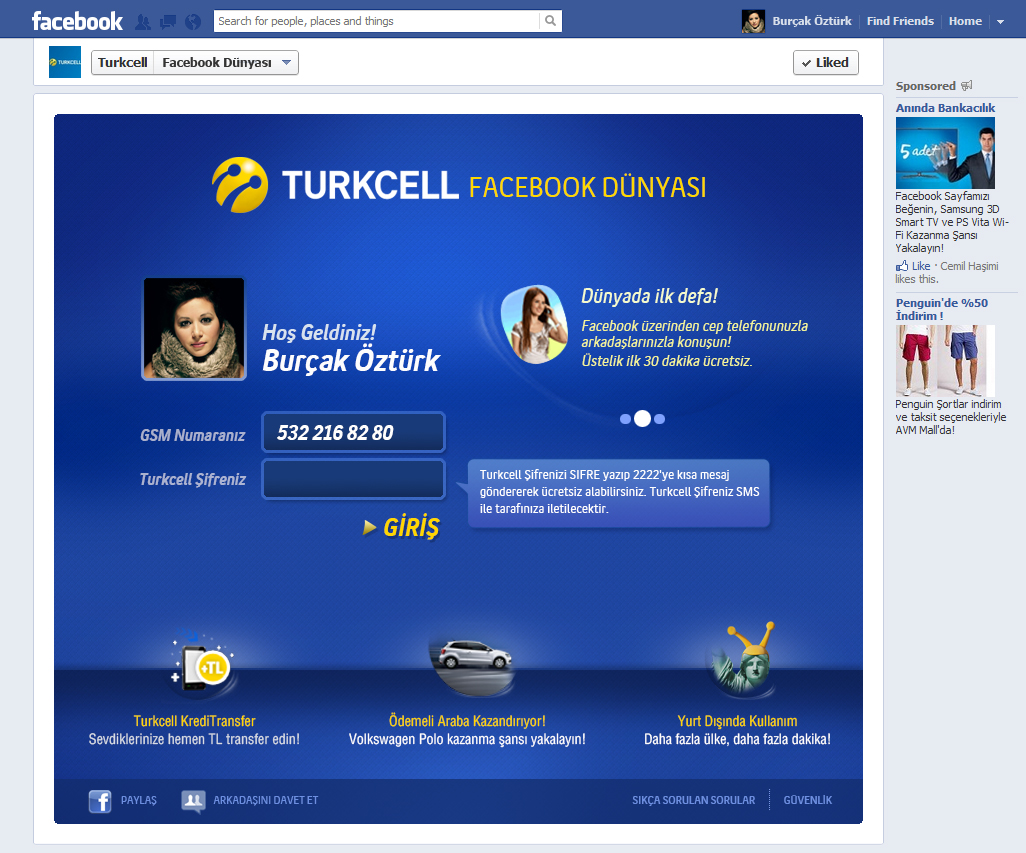 facebook
Search for people, places and things
Burçak Öztürk
Find Friends
Home
TURKCELL
Turkcell
Facebook Dünyası
Liked
TURKCELL FACEBOOK DÜNYASI
Hoş Geldiniz!
Burçak Öztürk
Dünyada ilk defa!
Facebook üzerinden cep telefonunuzla
arkadaşlarınızla konuşun!
Üstelik ilk 30 dakika ücretsiz.
GSM Numaranız
532 216 82 80
Turkcell Şifreniz
Turkcell Şifrenizi SIFRE yazıp 2222'ye kısa mesaj
göndererek ücretsiz alabilirsiniz. Turkcell Şifreniz SMS
ile tarafınıza iletilecektir.
GİRİŞ
+TL
Turkcell KrediTransfer
Sevdiklerinize hemen TL transfer edin!
Ödemeli Araba Kazandırıyor!
Volkswagen Polo kazanma şansı yakalayın!
Yurt Dışında Kullanım
Daha fazla ülke, daha fazla dakika!
PAYLAŞ
ARKADAŞINI DAVET ET
SIKÇA SORULAN SORULAR
GÜVENLİK
Sponsored
Anında Bankacılık
5 adet
Facebook Sayfamızı
Beğenin, Samsung 3D
Smart TV ve PS Vita Wi-
Fi Kazanma Şansı
Yakalayın!
Like · Cemil Haşimi
likes this.
Penguin'de %50
İndirim !
Penguin Şortlar indirim
ve taksit seçenekleriyle
AVM Mall'da!